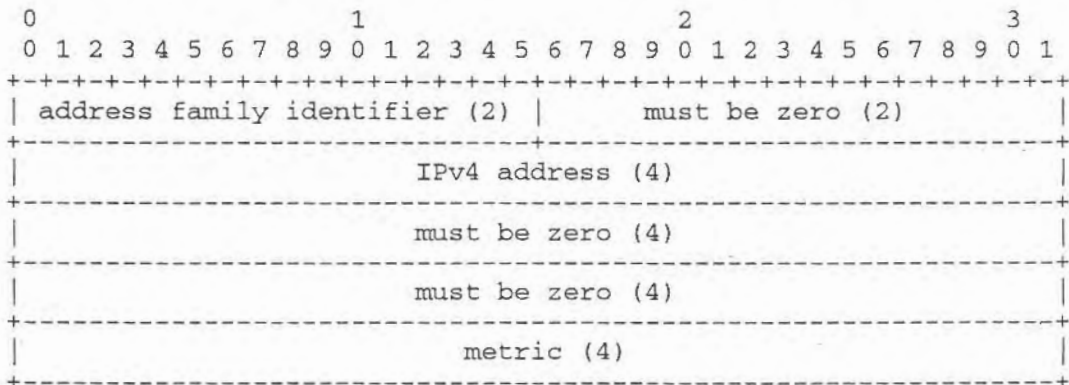 0                   1                   2                   3
0 1 2 3 4 5 6 7 8 9 0 1 2 3 4 5 6 7 8 9 0 1 2 3 4 5 6 7 8 9 0 1
+-+-+-+-+-+-+-+-+-+-+-+-+-+-+-+-+-+-+-+-+-+-+-+-+-+-+-+-+-+-+-+-+
| address family identifier (2) | must be zero (2) |
+-------------------------------+-------------------------------+
| IPv4 address (4) |
+---------------------------------------------------------------+
| must be zero (4) |
+---------------------------------------------------------------+
| must be zero (4) |
+---------------------------------------------------------------+
| metric (4) |
+---------------------------------------------------------------+